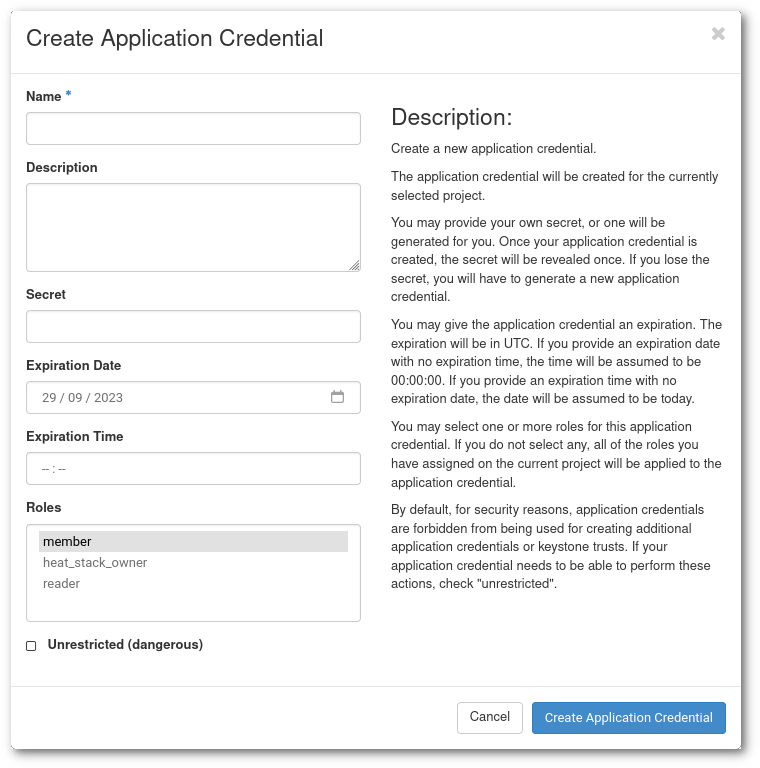 Create Application Credential
Name *
Description
Secret
Expiration Date
29 / 09 / 2023
Expiration Time
-- : --
Roles
member
heat_stack_owner
reader
Unrestricted (dangerous)
Description:
Create a new application credential.
The application credential will be created for the currently
selected project.
You may provide your own secret, or one will be
generated for you. Once your application credential is
created, the secret will be revealed once. If you lose the
secret, you will have to generate a new application
credential.
You may give the application credential an expiration. The
expiration will be in UTC. If you provide an expiration date
with no expiration time, the time will be assumed to be
00:00:00. If you provide an expiration time with no
expiration date, the date will be assumed to be today.
You may select one or more roles for this application
credential. If you do not select any, all of the roles you
have assigned on the current project will be applied to the
application credential.
By default, for security reasons, application credentials
are forbidden from being used for creating additional
application credentials or keystone trusts. If your
application credential needs to be able to perform these
actions, check "unrestricted".
Cancel
Create Application Credential